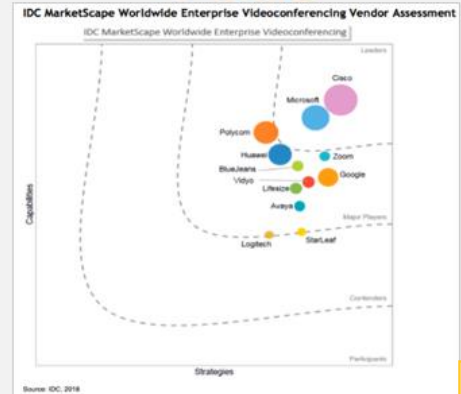 IDC MarketScape Worldwide Enterprise Videoconferencing Vendor Assessment
IDC MarketScape Worldwide Enterprise Videoconferencing
Leaders
Cisco
Microsoft
Polycom
Huawei
Zoom
BlueJeans
Google
Vidyo
Lifesize
Avaya
Major Players
StarLeaf
Logitech
Capabilities
Contenders
Participants
Strategies
Source: IDC, 2018